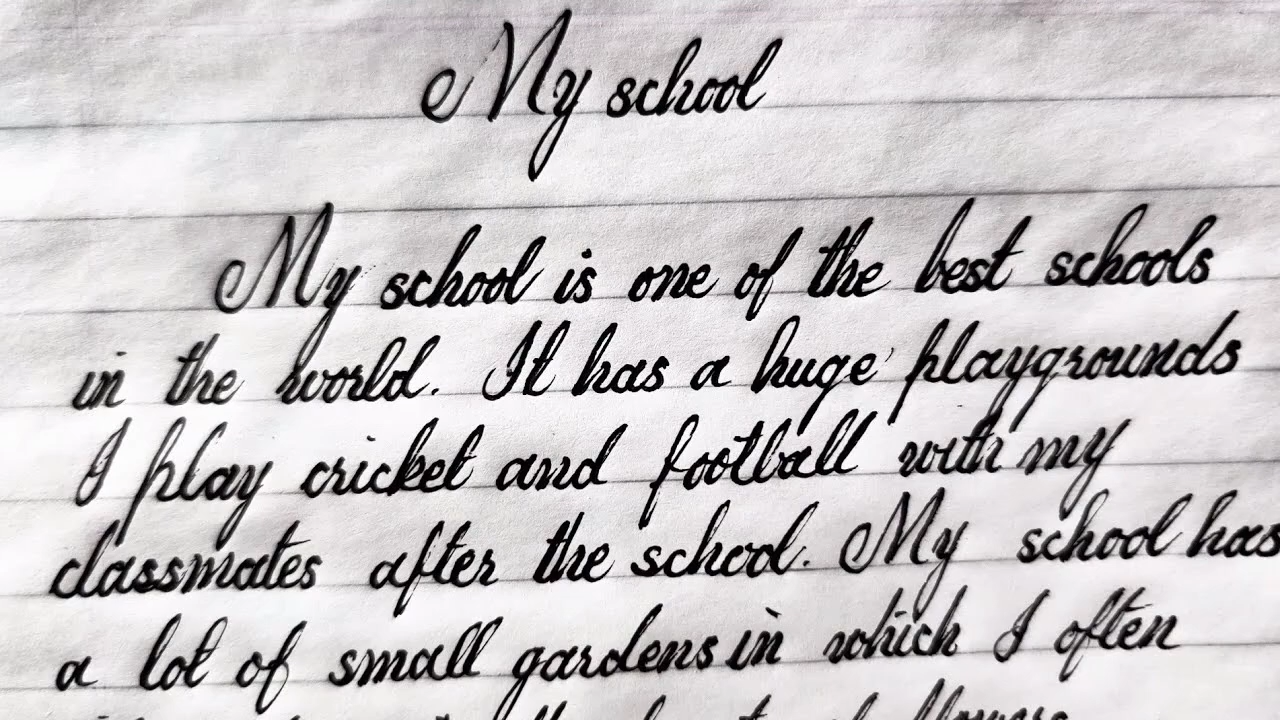 My school
My school is one of the best schools
in the world. It has a huge playgrounds
I play cricket and football with my
classmates after the school. My school has
a lot of small gardens in which I often
flowers